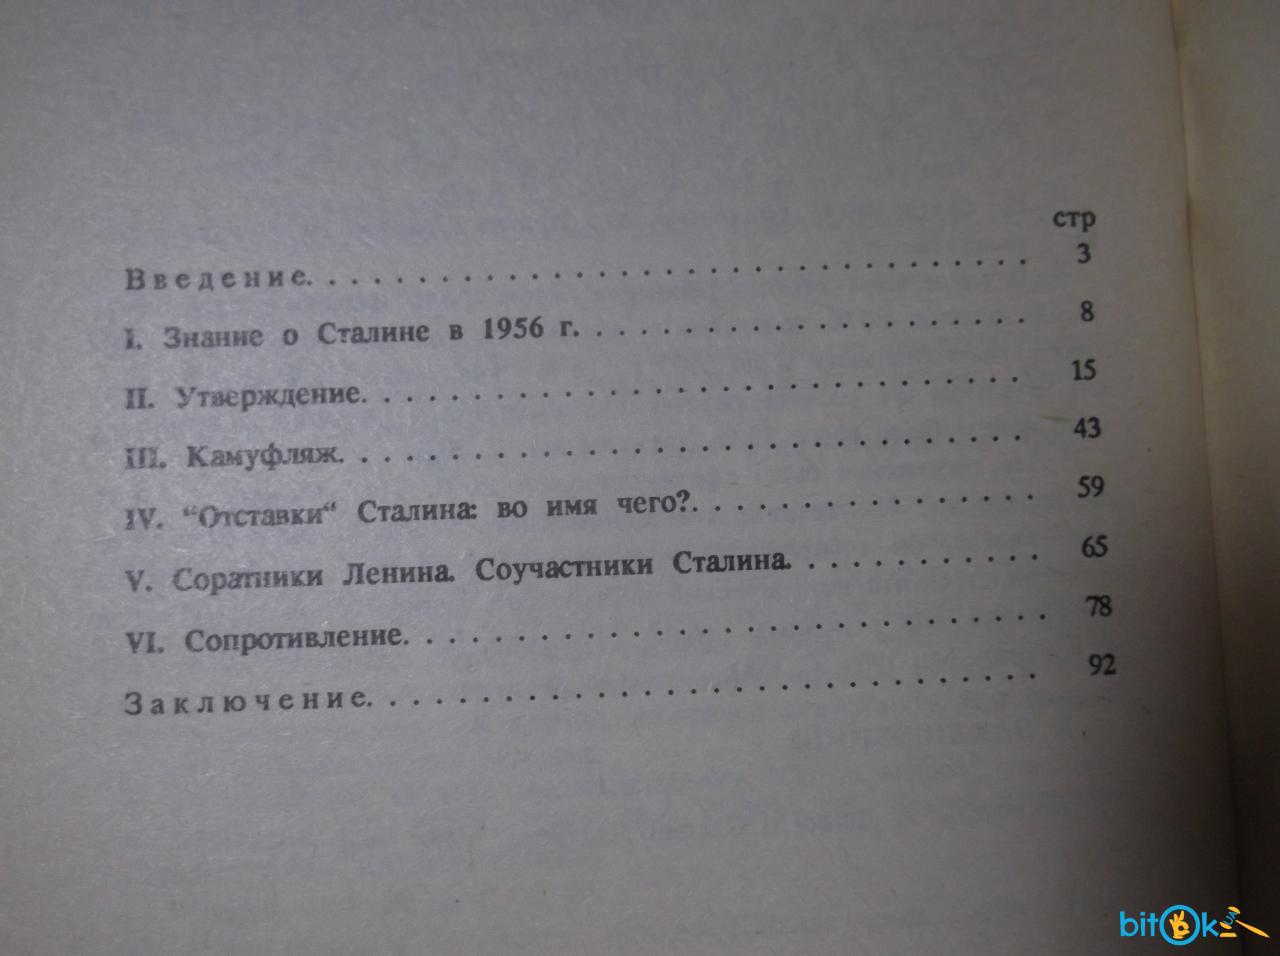 стр
Введение. . . . . . . . . . . . . . . . . . . . . . . . . . . . . . . . . . 3
I. Знание о Сталине в 1956 г. . . . . . . . . . . . . . . . . . . . . 8
II. Утверждение. . . . . . . . . . . . . . . . . . . . . . . . . . . . . 15
III. Камуфляж. . . . . . . . . . . . . . . . . . . . . . . . . . . . . . 43
IV. “Отставки“ Сталина: во имя чего?. . . . . . . . . . . . . . . . 59
V. Соратники Ленина. Соучастники Сталина. . . . . . . . . . . . 65
VI. Сопротивление. . . . . . . . . . . . . . . . . . . . . . . . . . . . 78
Заключение. . . . . . . . . . . . . . . . . . . . . . . . . . . . . . . 92
bitOk
UA